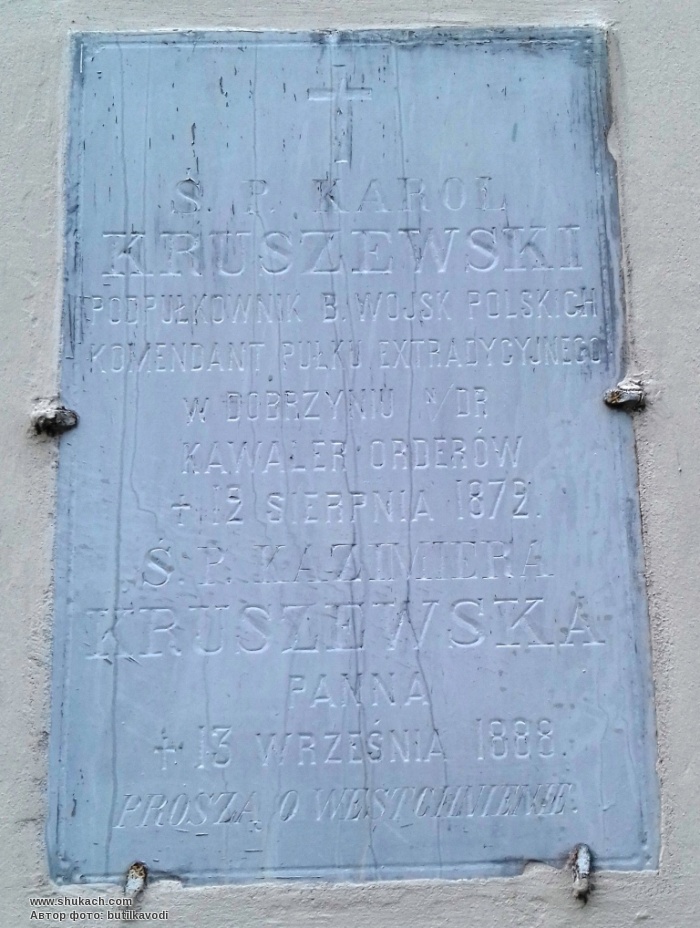 Ś. P. KAROL
KRUSZEWSKI
PODPUŁKOWNIK B. WOJSK POLSKICH
KOMENDANT PUŁKU EXTRADYCYJNEGO
W DOBRZYNIU N/DR
KAWALER ORDERÓW
+ 12 SIERPNIA 1872.
Ś. P. KAZIMIERA
KRUSZEWSKA
PANNA
+ 13 WRZEŚNIA 1888.
PROSZĄ O WESTCHNIENIE.
www.shukach.com
Автор фото: butilkavodi